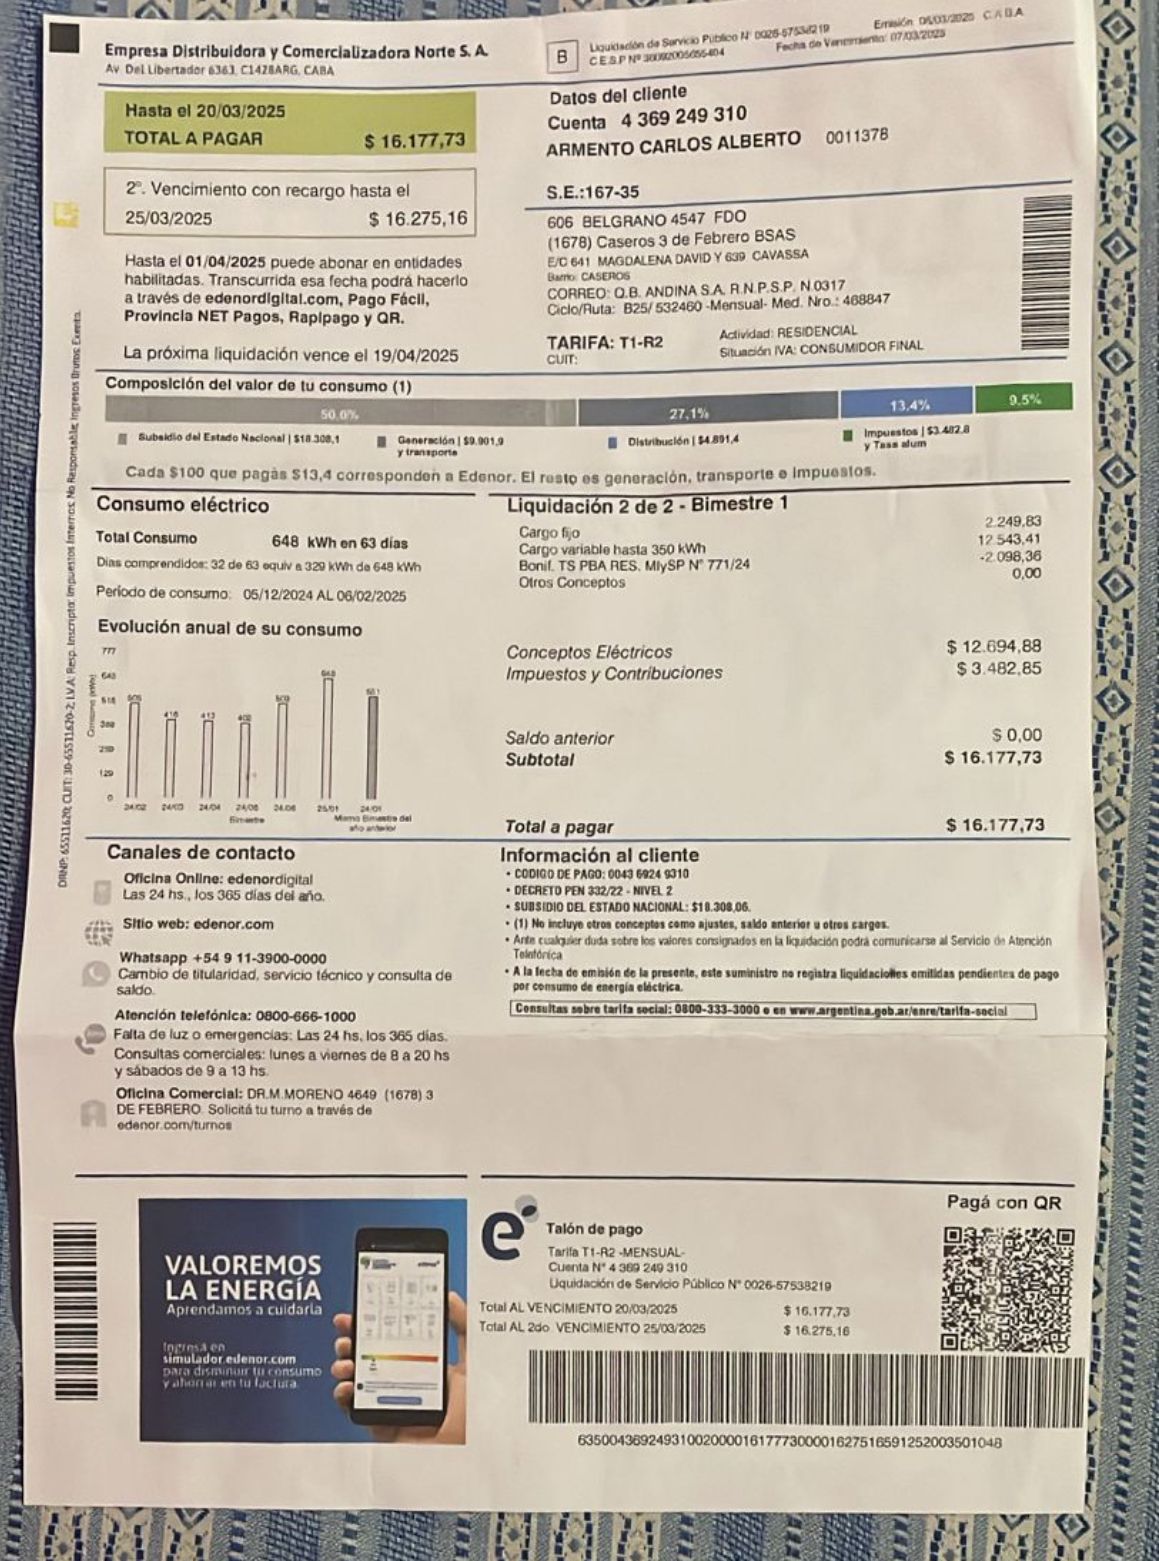 Empresa Distribuidora y Comercializadora Norte S. A.
Av. Del Libertador 6363, C1428ARG, CABA
B
Liquidación de Servicio Público N° 0026-57538219
Emisión: 06/03/2025 C.A.B.A
C.E.S.P N°
Fecha de Vencimiento: 07/03/2025
Hasta el 20/03/2025
TOTAL A PAGAR $ 16.177,73
2°. Vencimiento con recargo hasta el
25/03/2025 $ 16.275,16
Hasta el 01/04/2025 puede abonar en entidades
habilitadas. Transcurrida esa fecha podrá hacerlo
a través de edenordigital.com, Pago Fácil,
Provincia NET Pagos, Rapipago y QR.
La próxima liquidación vence el 19/04/2025
Datos del cliente
Cuenta 4 369 249 310
ARMENTO CARLOS ALBERTO 0011378
S.E.:167-35
606 BELGRANO 4547 FDO
(1678) Caseros 3 de Febrero BSAS
E/C 641 MAGDALENA DAVID Y 639 CAVASSA
Barrio: CASEROS
CORREO: O.B. ANDINA S.A. R.N.P.S.P. N.0317
Ciclo/Ruta: B25/ 532460 -Mensual- Med. Nro.: 468847
TARIFA: T1-R2
Actividad: RESIDENCIAL
CUIT:
Situación IVA: CONSUMIDOR FINAL
Composición del valor de tu consumo (1)
50,0% 27,1% 13,4% 9,5%
Subsidio del Estado Nacional | $18.308,1
Generación | $9.901,9
y transporte
Distribución | $4.891,4
Impuestos | $3.482,8
y Tasa alum
Cada $100 que pagás $13,4 corresponden a Edenor. El resto es generación, transporte e impuestos.
Consumo eléctrico
Total Consumo 648 kWh en 63 días
Días comprendidos: 32 de 63 equiv a 329 kWh de 648 kWh
Período de consumo: 05/12/2024 AL 06/02/2025
Evolución anual de su consumo
Consumo (kWh)
777
648
518
389
259
129
0
505 416 413 402 503 648 551
24/02 24/03 24/04 24/05 24/06 25/01 24/01
Bimestre
Mismo Bimestre del
año anterior
Liquidación 2 de 2 - Bimestre 1
Cargo fijo 2.249,83
Cargo variable hasta 350 kWh 12.543,41
Bonif. TS PBA RES. MIySP N° 771/24 -2.098,36
Otros Conceptos 0,00
Conceptos Eléctricos $ 12.694,88
Impuestos y Contribuciones $ 3.482,85
Saldo anterior $ 0,00
Subtotal $ 16.177,73
Total a pagar $ 16.177,73
DRNP: 65511620; CUIT: 30-65511620-2; I.V.A: Resp. Inscripto: Impuestos Internos: No Responsable; Ingresos Brutos: Exento.
Canales de contacto
Oficina Online: edenordigital
Las 24 hs., los 365 días del año.
Sitio web: edenor.com
Whatsapp +54 9 11-3900-0000
Cambio de titularidad, servicio técnico y consulta de
saldo.
Atención telefónica: 0800-666-1000
Falta de luz o emergencias: Las 24 hs, los 365 días.
Consultas comerciales: lunes a viernes de 8 a 20 hs
y sábados de 9 a 13 hs.
Oficina Comercial: DR.M.MORENO 4649 (1678) 3
DE FEBRERO. Solicitá tu turno a través de
edenor.com/turnos
Información al cliente
• CODIGO DE PAGO: 0043 6924 9310
• DECRETO PEN 332/22 - NIVEL 2
• SUBSIDIO DEL ESTADO NACIONAL: $18.308,06.
• (1) No incluye otros conceptos como ajustes, saldo anterior u otros cargos.
• Ante cualquier duda sobre los valores consignados en la liquidación podrá comunicarse al Servicio de Atención
Telefónica
• A la fecha de emisión de la presente, este suministro no registra liquidaciones emitidas pendientes de pago
por consumo de energía eléctrica.
Consultas sobre tarifa social: 0800-333-3000 o en www.argentina.gob.ar/enre/tarifa-social
VALOREMOS
LA ENERGÍA
Aprendamos a cuidarla
Ingresá en
simulador.edenor.com
para disminuir tu consumo
y ahorrar en tu factura.
e
Talón de pago
Tarifa T1-R2 -MENSUAL-
Cuenta N° 4 369 249 310
Liquidación de Servicio Público N° 0026-57538219
Total AL VENCIMIENTO 20/03/2025 $ 16.177,73
Total AL 2do. VENCIMIENTO 25/03/2025 $ 16.275,16
Pagá con QR
635004369249310020000161777300001627516591252003501048